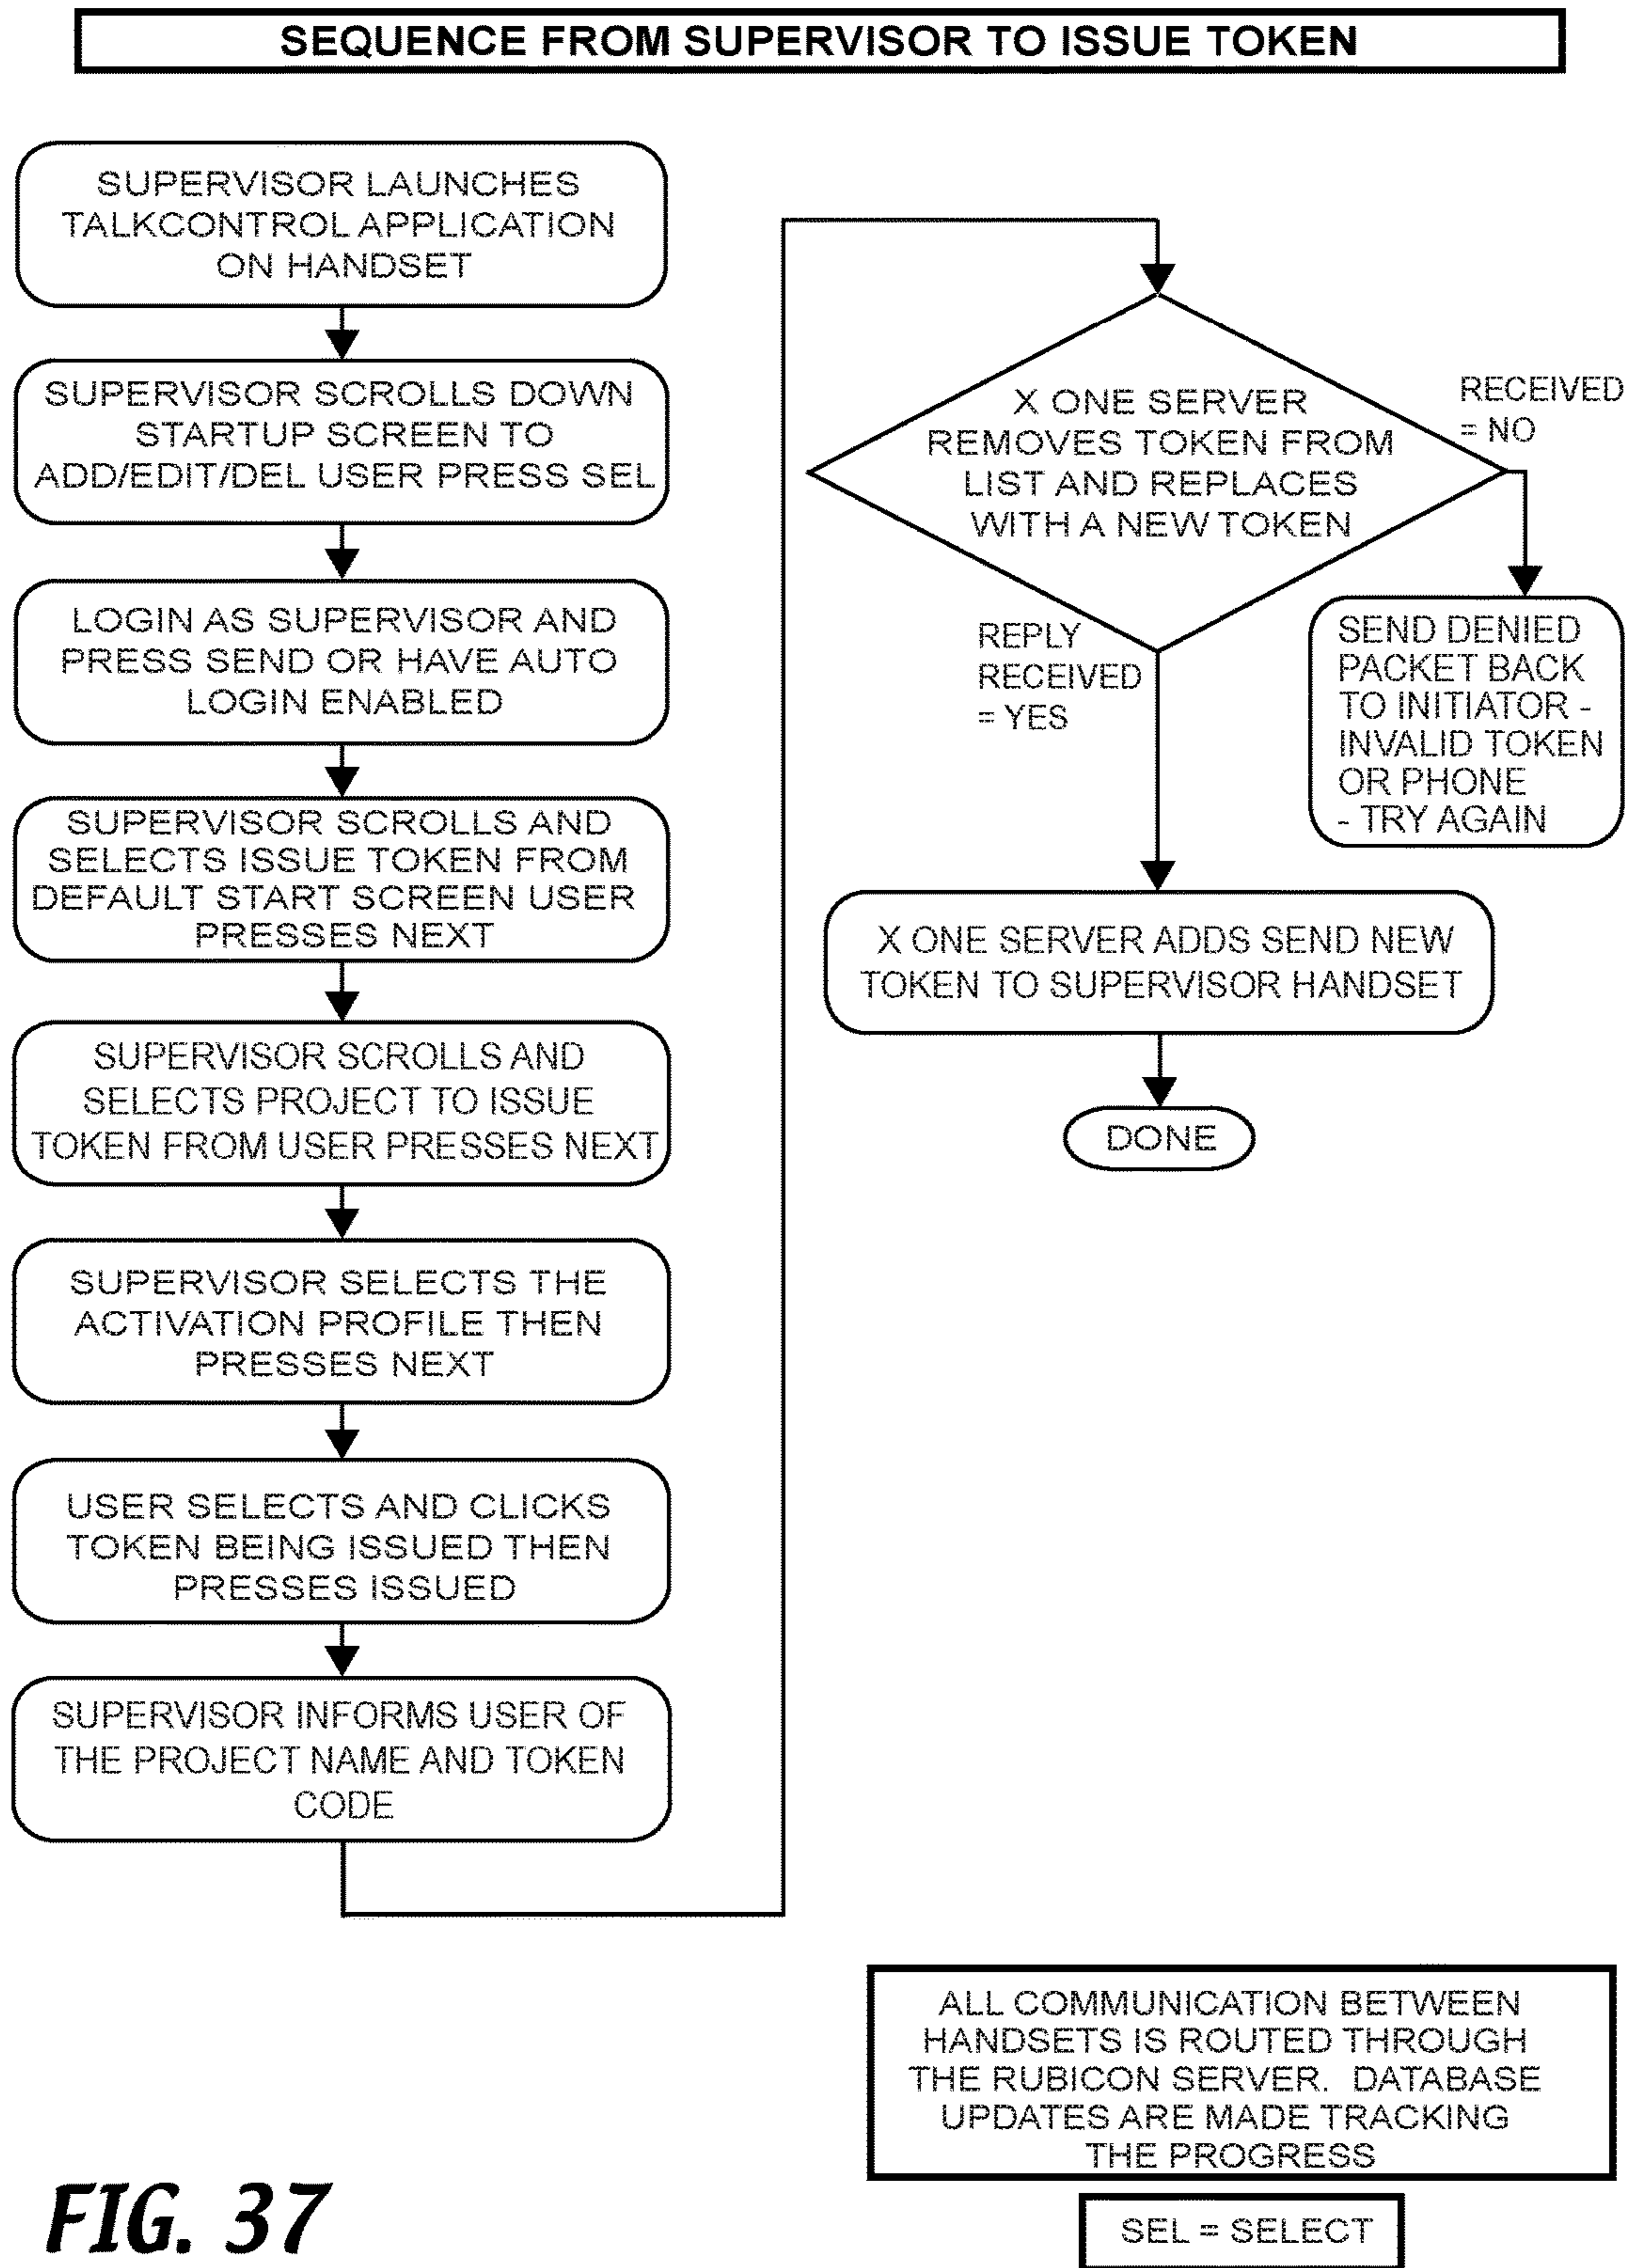 SEQUENCE FROM SUPERVISOR TO ISSUE TOKEN
SUPERVISOR LAUNCHES
TALKCONTROL APPLICATION
ON HANDSET
SUPERVISOR SCROLLS DOWN
STARTUP SCREEN TO
ADD/EDIT/DEL USER PRESS SEL
LOGIN AS SUPERVISOR AND
PRESS SEND OR HAVE AUTO
LOGIN ENABLED
SUPERVISOR SCROLLS AND
SELECTS ISSUE TOKEN FROM
DEFAULT START SCREEN USER
PRESSES NEXT
SUPERVISOR SCROLLS AND
SELECTS PROJECT TO ISSUE
TOKEN FROM USER PRESSES NEXT
SUPERVISOR SELECTS THE
ACTIVATION PROFILE THEN
PRESSES NEXT
USER SELECTS AND CLICKS
TOKEN BEING ISSUED THEN
PRESSES ISSUED
SUPERVISOR INFORMS USER OF
THE PROJECT NAME AND TOKEN
CODE
X ONE SERVER
REMOVES TOKEN FROM
LIST AND REPLACES
WITH A NEW TOKEN
RECEIVED
= NO
SEND DENIED
PACKET BACK
TO INITIATOR -
INVALID TOKEN
OR PHONE
- TRY AGAIN
REPLY
RECEIVED
= YES
X ONE SERVER ADDS SEND NEW
TOKEN TO SUPERVISOR HANDSET
DONE
ALL COMMUNICATION BETWEEN
HANDSETS IS ROUTED THROUGH
THE RUBICON SERVER. DATABASE
UPDATES ARE MADE TRACKING
THE PROGRESS
SEL = SELECT
FIG. 37